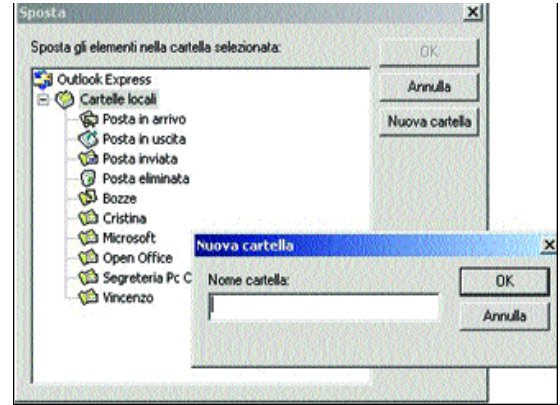 Sposta
Sposta gli elementi nella cartella selezionata:
OK
Annulla
Nuova cartella
Outlook Express
Cartelle locali
Posta in arrivo
Posta in uscita
Posta inviata
Posta eliminata
Bozze
Cristina
Microsoft
Open Office
Segreteria Pc C
Vincenzo
Nuova cartella
Nome cartella:
OK
Annulla